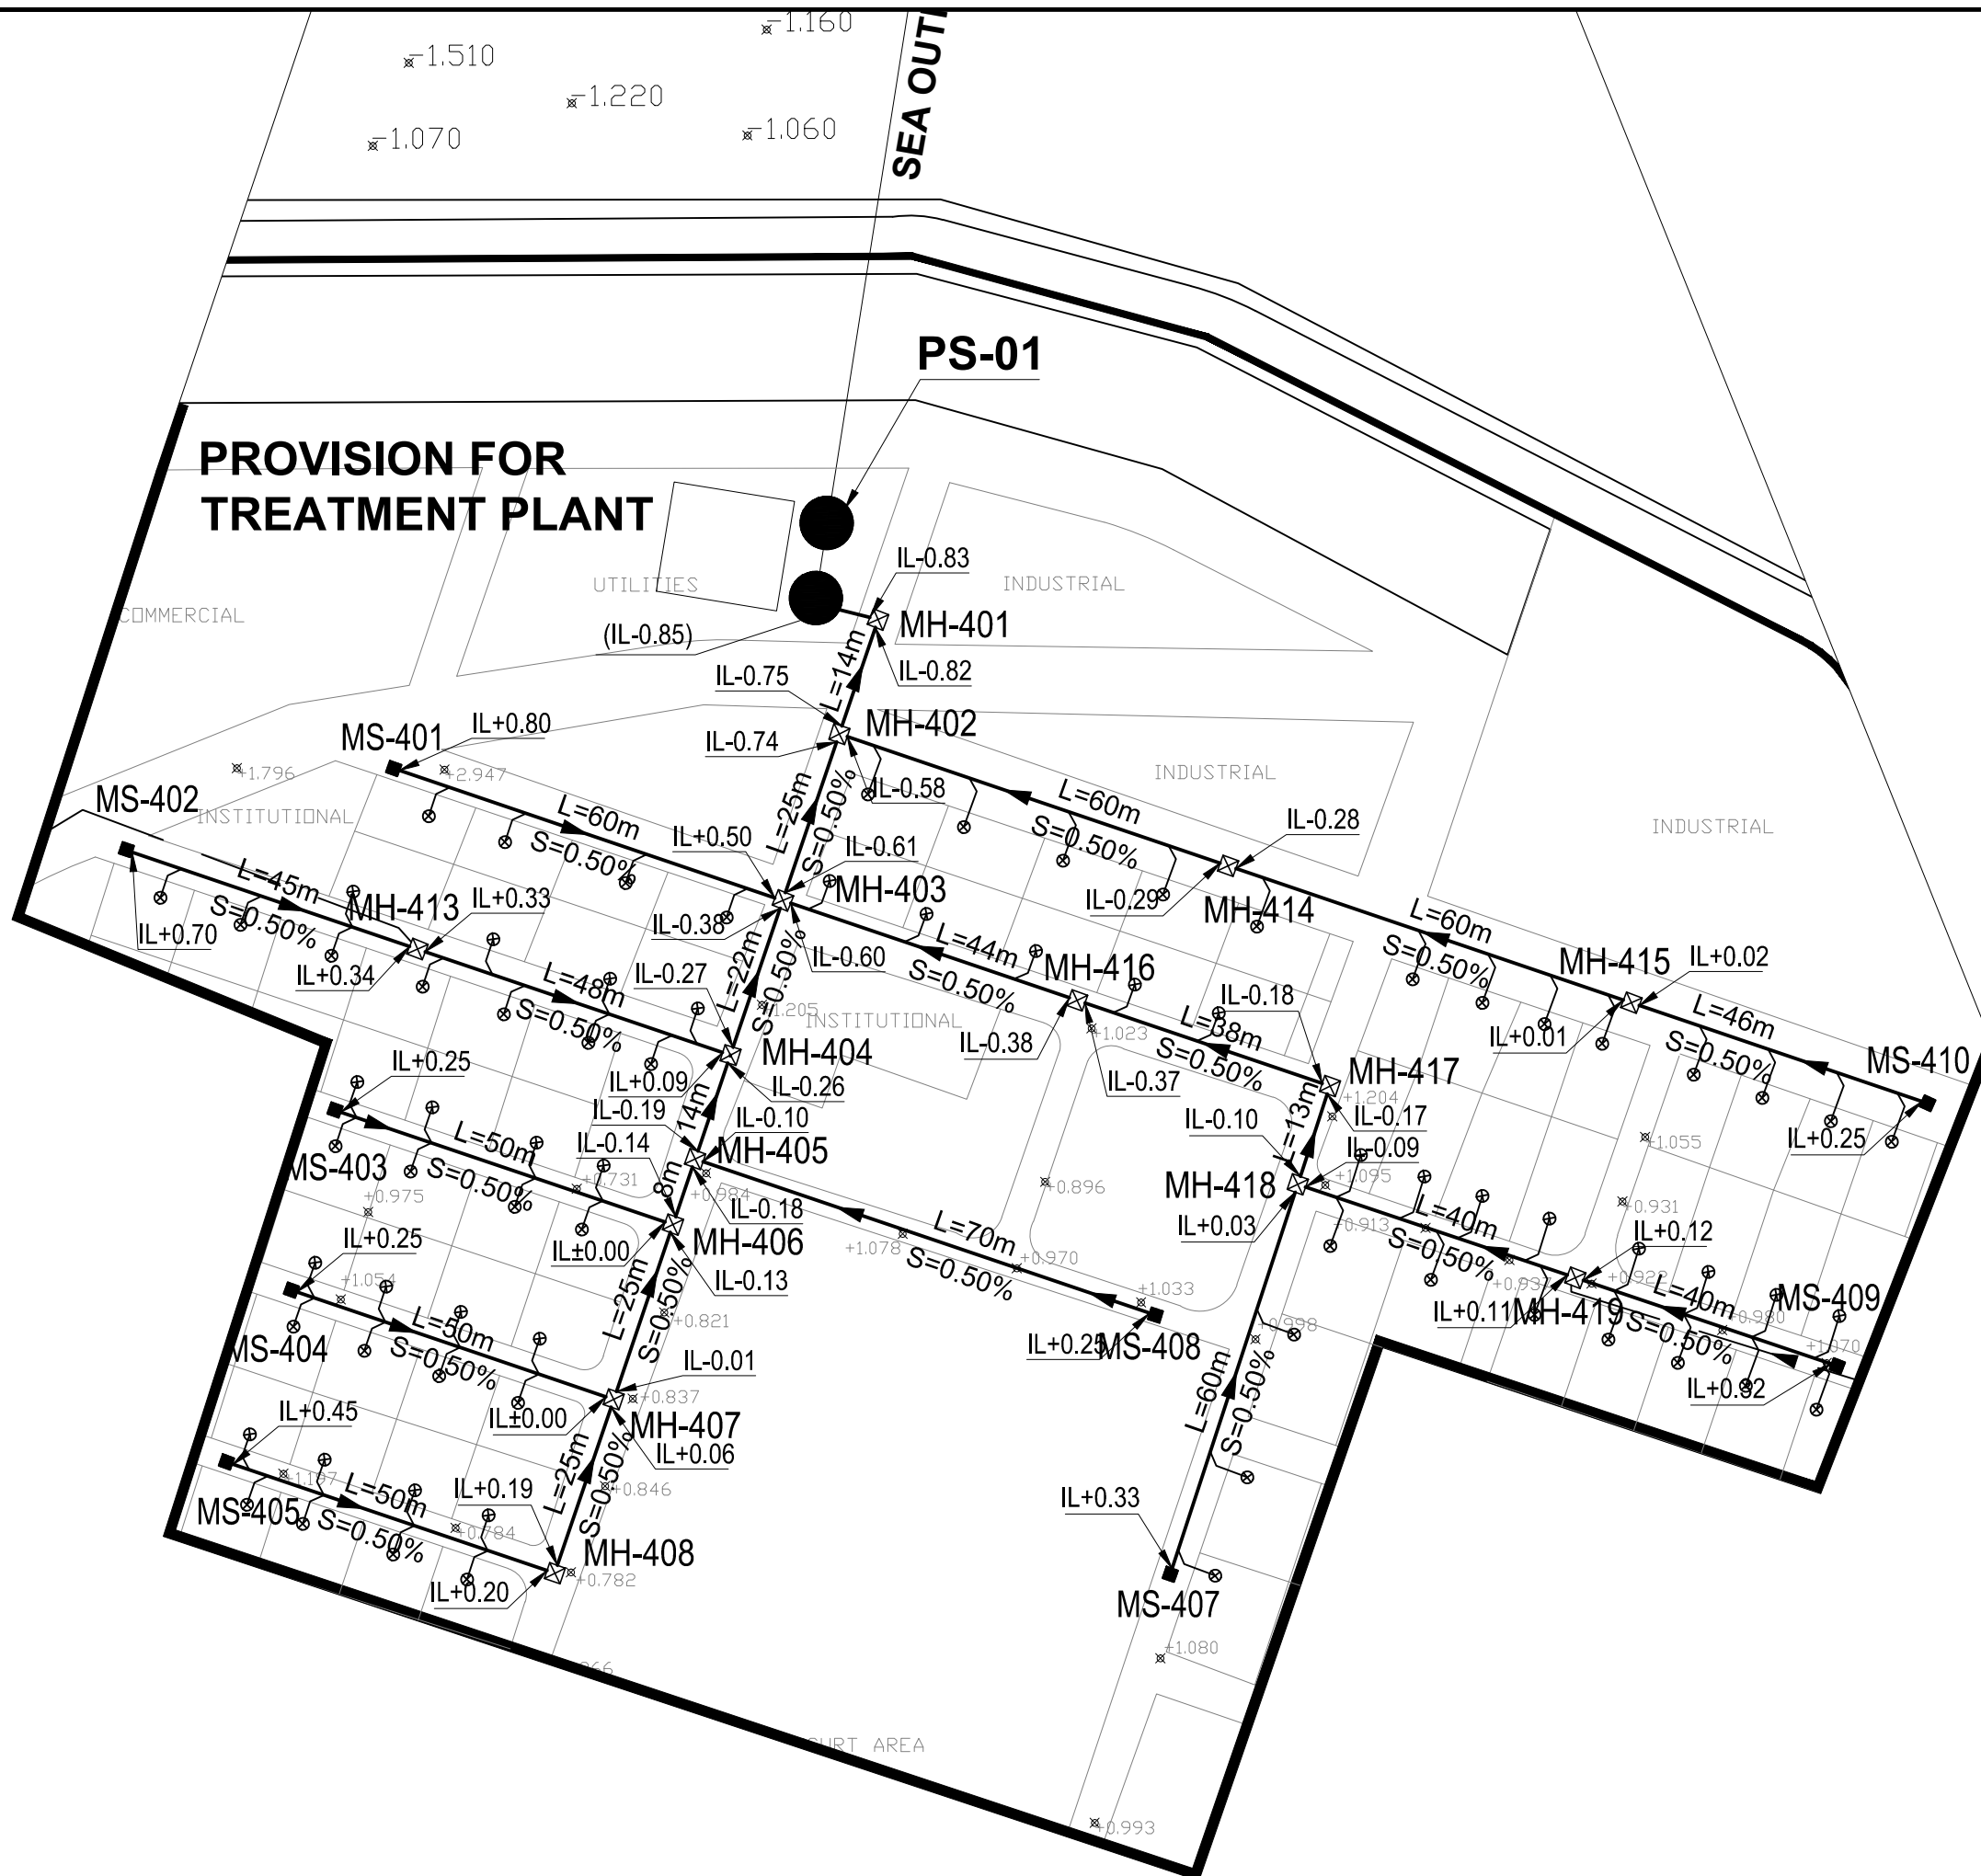 -1.160
-1.510
-1.220
-1.070
-1.060
SEA OUT
PS-01
PROVISION FOR
TREATMENT PLANT
IL-0.83
UTILITIES
INDUSTRIAL
COMMERCIAL
(IL-0.85)
MH-401
L=14m
IL-0.82
IL-0.75
MH-402
IL-0.74
MS-401
IL+0.80
+1.796
+2.947
INDUSTRIAL
IL-0.58
MS-402
INSTITUTIONAL
L=60m
S=0.50%
L=25m
S=0.50%
L=60m
S=0.50%
IL-0.28
INDUSTRIAL
IL+0.50
IL-0.61
MH-403
IL-0.29
MH-414
L=45m
S=0.50%
MH-413
IL+0.33
IL-0.38
IL+0.70
IL+0.34
L=60m
S=0.50%
MH-415
IL+0.02
L=44m
S=0.50%
MH-416
IL-0.60
IL-0.27
L=22m
S=0.50%
L=48m
S=0.50%
IL-0.18
+1.205
INSTITUTIONAL
+1.023
L=38m
S=0.50%
IL-0.38
IL+0.01
L=46m
S=0.50%
MS-410
MH-404
IL+0.25
IL+0.09
IL-0.26
IL-0.37
MH-417
+1.204
IL-0.19
14m
IL-0.10
IL-0.10
L=13m
IL-0.17
IL-0.14
L=50m
S=0.50%
MH-405
IL-0.09
+1.055
IL+0.25
MS-403
+0.975
+0.731
8m
+0.984
IL-0.18
+0.896
MH-418
+1.095
IL+0.03
+0.931
+0.913
L=40m
S=0.50%
IL+0.12
IL+0.25
IL±0.00
MH-406
+1.078
L=70m
S=0.50%
+0.970
+1.054
IL-0.13
+0.937
+0.922
L=40m
S=0.50%
MS-409
L=25m
S=0.50%
+1.033
IL+0.11
MH-419
+0.980
+0.821
L=50m
S=0.50%
MS-404
IL+0.25
MS-408
+0.998
+1.070
IL-0.01
IL+0.92
+0.837
IL+0.45
IL±0.00
MH-407
L=60m
S=0.50%
IL+0.06
+1.197
L=50m
S=0.50%
IL+0.19
L=25m
S=0.50%
+0.846
MS-405
+0.784
IL+0.33
MH-408
+0.782
IL+0.20
MS-407
+1.080
AREA
+0.993